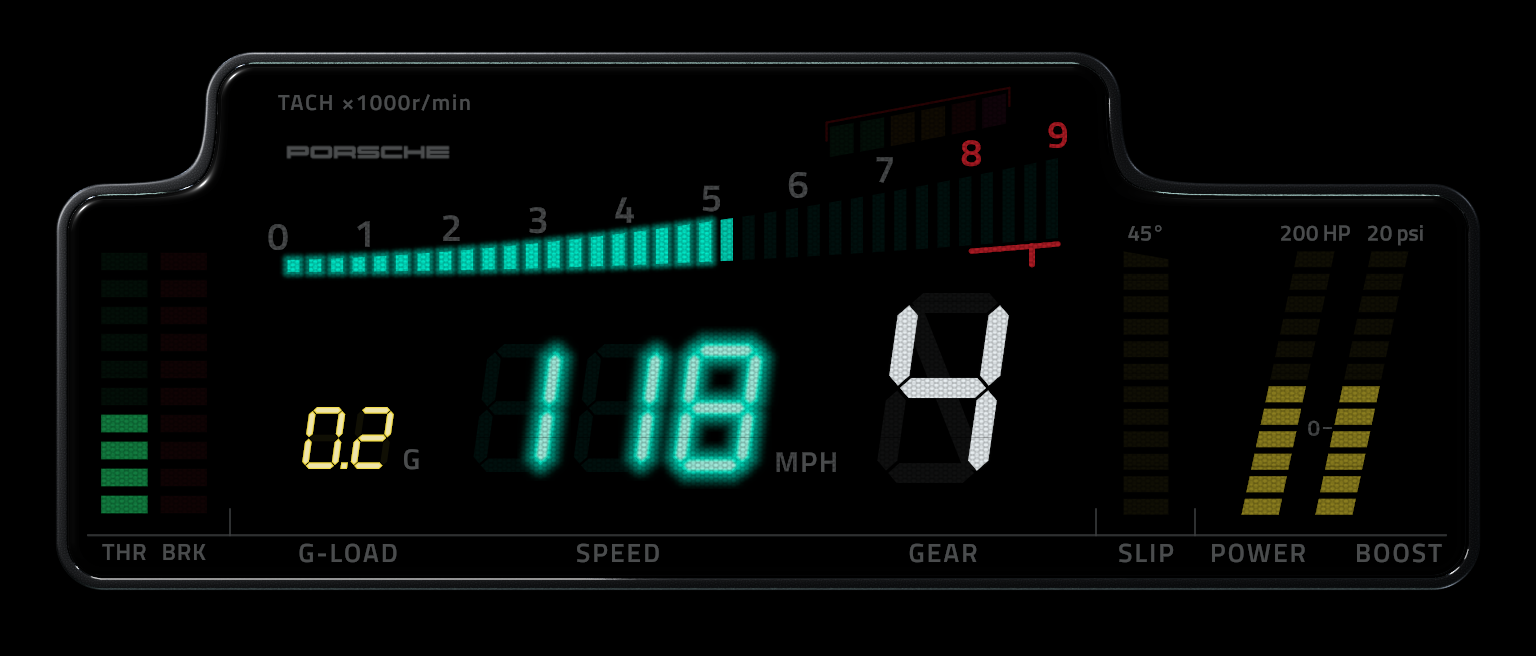 TACH ×1000r/min
PORSCHE
0 1 2 3 4 5 6 7 8 9
45° 200 HP 20 psi
0-
0.2 G 118 MPH 4
THR BRK G-LOAD SPEED GEAR SLIP POWER BOOST